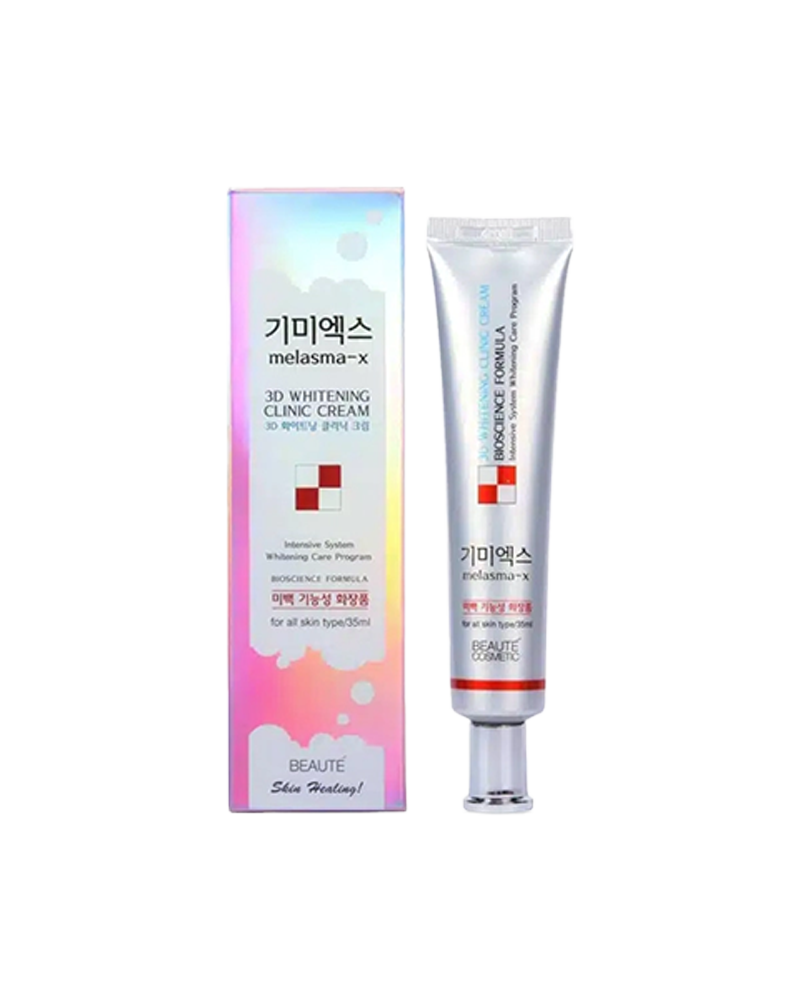 기미엑스
melasma-x
3D WHITENING
CLINIC CREAM
3D 화이트닝 클리닉 크림
Intensive System
Whitening Care Program
BIOSCIENCE FORMULA
미백 기능성 화장품
for all skin type/35ml
BEAUTÉ
Skin Healing!
3D WHITENING CLINIC CREAM
BIOSCIENCE FORMULA
Intensive System Whitening Care Program
기미엑스
melasma-x
미백 기능성 화장품
for all skin type/35ml
BEAUTÉ
COSMETIC